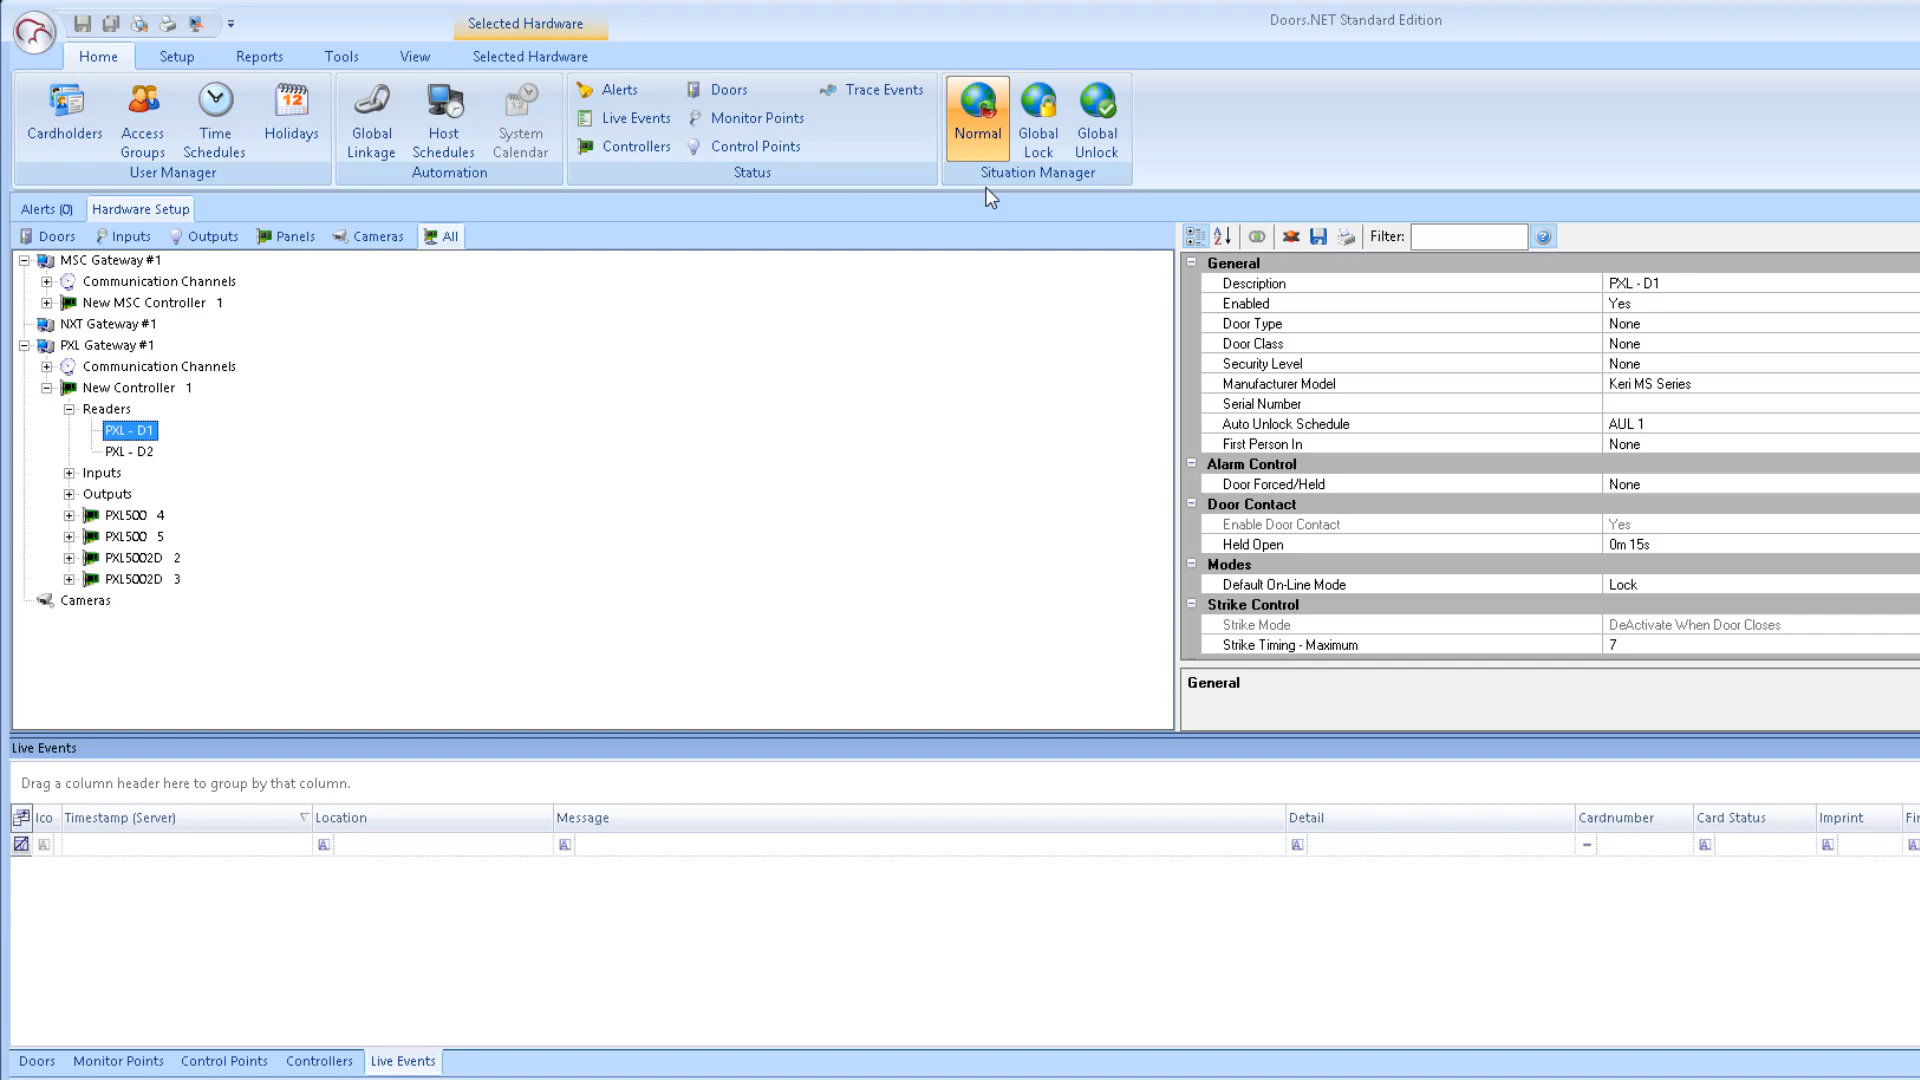 Selected Hardware
Doors.NET Standard Edition
Home Setup Reports Tools View Selected Hardware
Cardholders
Access Groups
Time Schedules
Holidays
User Manager
Global Linkage
Host Schedules
System Calendar
Automation
Alerts Doors Trace Events
Live Events Monitor Points
Controllers Control Points
Status
Normal
Global Lock
Global Unlock
Situation Manager
Alerts (0) Hardware Setup
Doors Inputs Outputs Panels Cameras All
MSC Gateway #1
Communication Channels
New MSC Controller 1
NXT Gateway #1
PXL Gateway #1
Communication Channels
New Controller 1
Readers
PXL - D1
PXL - D2
Inputs
Outputs
PXL500 4
PXL500 5
PXL5002D 2
PXL5002D 3
Cameras
Filter:
General
Description PXL - D1
Enabled Yes
Door Type None
Door Class None
Security Level None
Manufacturer Model Keri MS Series
Serial Number
Auto Unlock Schedule AUL 1
First Person In None
Alarm Control
Door Forced/Held None
Door Contact
Enable Door Contact Yes
Held Open 0m 15s
Modes
Default On-Line Mode Lock
Strike Control
Strike Mode DeActivate When Door Closes
Strike Timing - Maximum 7
General
Live Events
Drag a column header here to group by that column.
Ico Timestamp (Server) Location Message Detail Cardnumber Card Status Imprint Fir
Doors Monitor Points Control Points Controllers Live Events